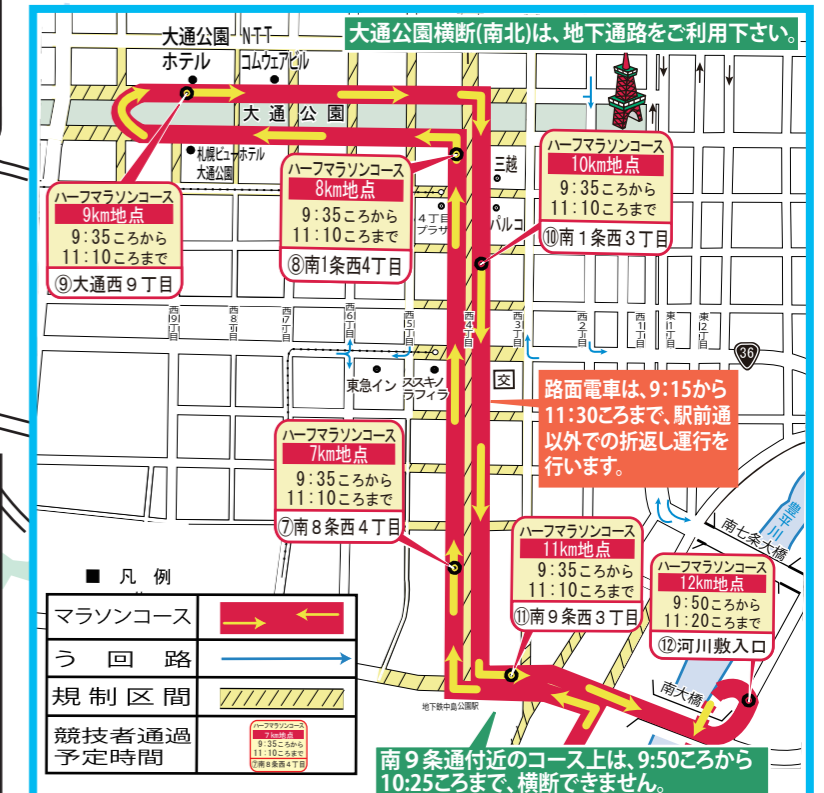 大通公園横断(南北)は、地下通路をご利用下さい。
大通公園
ホテル
NTT
コムウェアビル
大通公園
札幌ビューホテル
大通公園
三越
4丁目
プラザ
パルコ
ハーフマラソンコース
9km地点
9:35ころから
11:10ころまで
⑨大通西9丁目
ハーフマラソンコース
8km地点
9:35ころから
11:10ころまで
⑧南1条西4丁目
ハーフマラソンコース
10km地点
9:35ころから
11:10ころまで
⑩南1条西3丁目
西9丁目
西8丁目
西7丁目
西6丁目
西5丁目
西4丁目
西3丁目
西2丁目
西1丁目
東1丁目
東2丁目
36
東急イン
ススキノ
ラフィラ
交
路面電車は、9:15から
11:30ころまで、駅前通
以外での折返し運行を
行います。
ハーフマラソンコース
7km地点
9:35ころから
11:10ころまで
⑦南8条西4丁目
豊平川
南七条大橋
ハーフマラソンコース
11km地点
9:35ころから
11:10ころまで
⑪南9条西3丁目
ハーフマラソンコース
12km地点
9:50ころから
11:20ころまで
⑫河川敷入口
南大橋
地下鉄中島公園駅
南9条通付近のコース上は、9:50ころから
10:25ころまで、横断できません。
■ 凡例
マラソンコース
う回路
規制区間
競技者通過
予定時間
ハーフマラソンコース
7km地点
9:35ころから
11:10ころまで
⑦南8条西4丁目